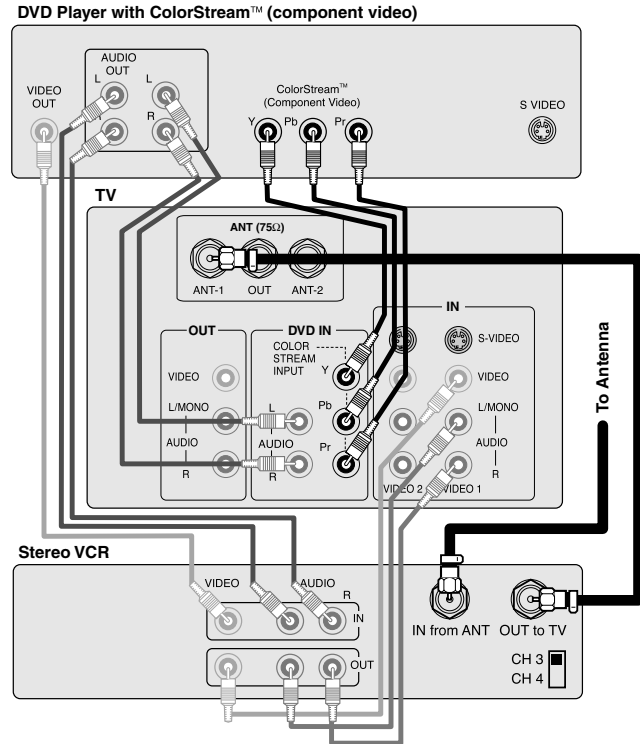 DVD Player with ColorStream™ (component video)
AUDIO
OUT
VIDEO
OUT
L
L
R
ColorStream™
(Component Video)
Y
Pb
Pr
S VIDEO
TV
ANT (75Ω)
ANT-1
OUT
ANT-2
IN
OUT
DVD IN
COLOR
STREAM
INPUT
Y
Pb
Pr
S-VIDEO
VIDEO
VIDEO
L/MONO
AUDIO
R
L
AUDIO
R
L/MONO
AUDIO
R
VIDEO 2
VIDEO 1
To Antenna
Stereo VCR
VIDEO
AUDIO
R
IN
OUT
IN from ANT
OUT to TV
CH 3
CH 4